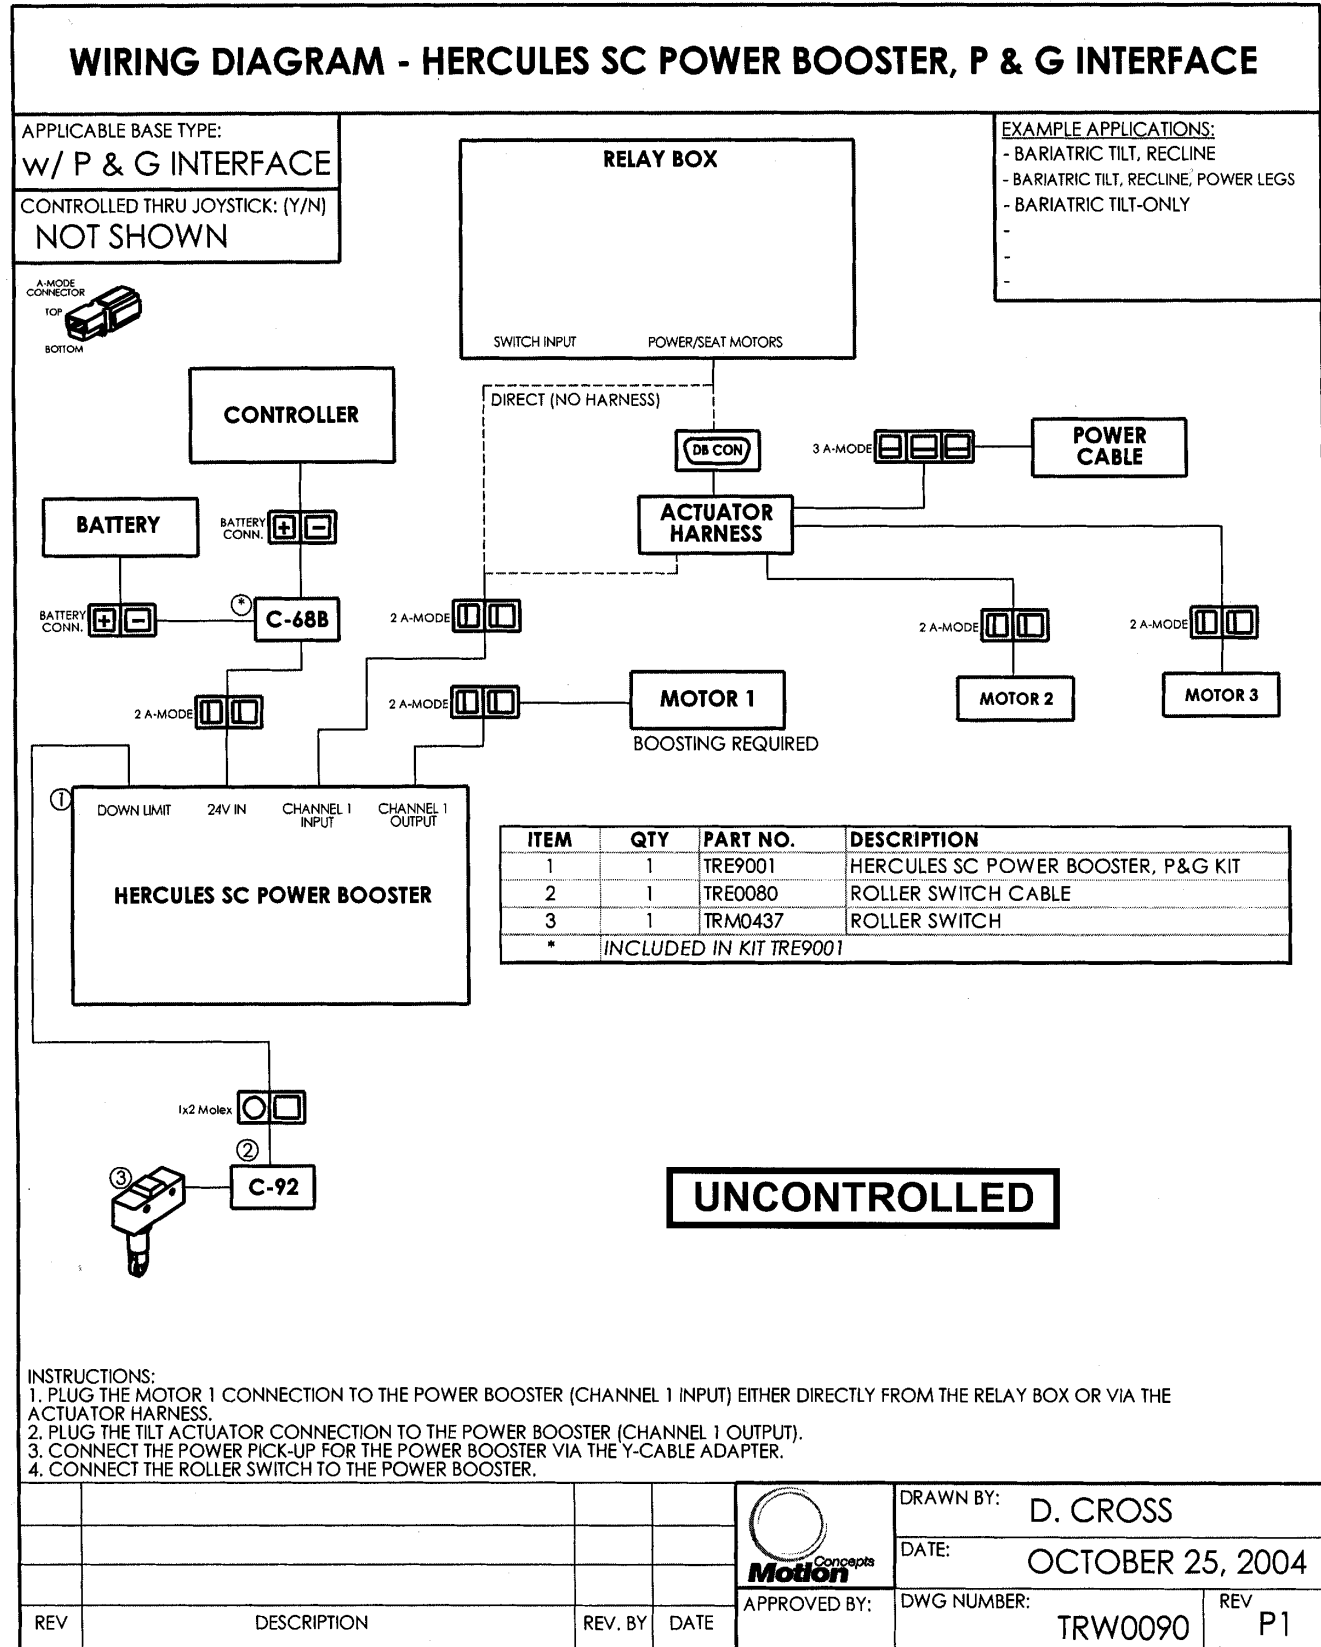 WIRING DIAGRAM - HERCULES SC POWER BOOSTER, P & G INTERFACE
APPLICABLE BASE TYPE:
w/ P & G INTERFACE
CONTROLLED THRU JOYSTICK: (Y/N)
NOT SHOWN
EXAMPLE APPLICATIONS:
- BARIATRIC TILT, RECLINE
- BARIATRIC TILT, RECLINE, POWER LEGS
- BARIATRIC TILT-ONLY
-
-
-
RELAY BOX
SWITCH INPUT
POWER/SEAT MOTORS
A-MODE
CONNECTOR
TOP
BOTTOM
CONTROLLER
DIRECT (NO HARNESS)
DB CON
3 A-MODE
POWER
CABLE
BATTERY
BATTERY
CONN.
+ −
ACTUATOR
HARNESS
BATTERY
CONN.
+ −
*
C-68B
2 A-MODE
2 A-MODE
2 A-MODE
2 A-MODE
2 A-MODE
MOTOR 1
BOOSTING REQUIRED
MOTOR 2
MOTOR 3
1
DOWN LIMIT
24V IN
CHANNEL 1
INPUT
CHANNEL 1
OUTPUT
HERCULES SC POWER BOOSTER
ITEM QTY PART NO. DESCRIPTION
1 1 TRE9001 HERCULES SC POWER BOOSTER, P&G KIT
2 1 TRE0080 ROLLER SWITCH CABLE
3 1 TRM0437 ROLLER SWITCH
* INCLUDED IN KIT TRE9001
1x2 Molex
2
3
C-92
UNCONTROLLED
INSTRUCTIONS:
1. PLUG THE MOTOR 1 CONNECTION TO THE POWER BOOSTER (CHANNEL 1 INPUT) EITHER DIRECTLY FROM THE RELAY BOX OR VIA THE
ACTUATOR HARNESS.
2. PLUG THE TILT ACTUATOR CONNECTION TO THE POWER BOOSTER (CHANNEL 1 OUTPUT).
3. CONNECT THE POWER PICK-UP FOR THE POWER BOOSTER VIA THE Y-CABLE ADAPTER.
4. CONNECT THE ROLLER SWITCH TO THE POWER BOOSTER.
Motion Concepts
DRAWN BY: D. CROSS
DATE: OCTOBER 25, 2004
APPROVED BY:
DWG NUMBER: TRW0090
REV P1
REV DESCRIPTION REV. BY DATE